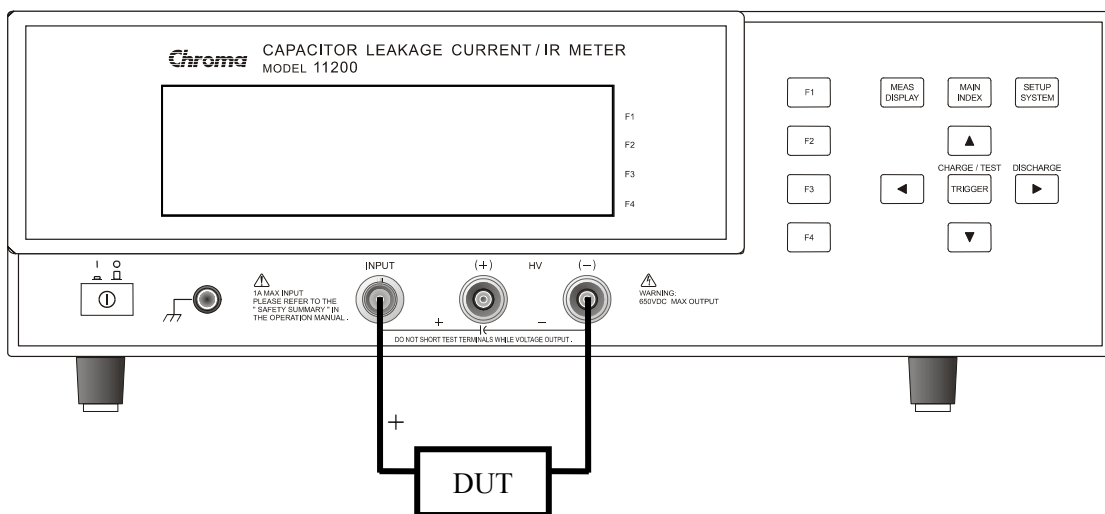 Chroma
CAPACITOR LEAKAGE CURRENT / IR METER
MODEL 11200
F1
F2
F3
F4
F1
F2
F3
F4
MEAS
DISPLAY
MAIN
INDEX
SETUP
SYSTEM
▲
CHARGE / TEST
DISCHARGE
◄
TRIGGER
►
▼
I O
⚠
1A MAX INPUT
PLEASE REFER TO THE
" SAFETY SUMMARY " IN
THE OPERATION MANUAL .
INPUT
(+) HV (−)
+ −
DO NOT SHORT TEST TERMINALS WHILE VOLTAGE OUTPUT .
WARNING:
650VDC MAX OUTPUT
+
DUT